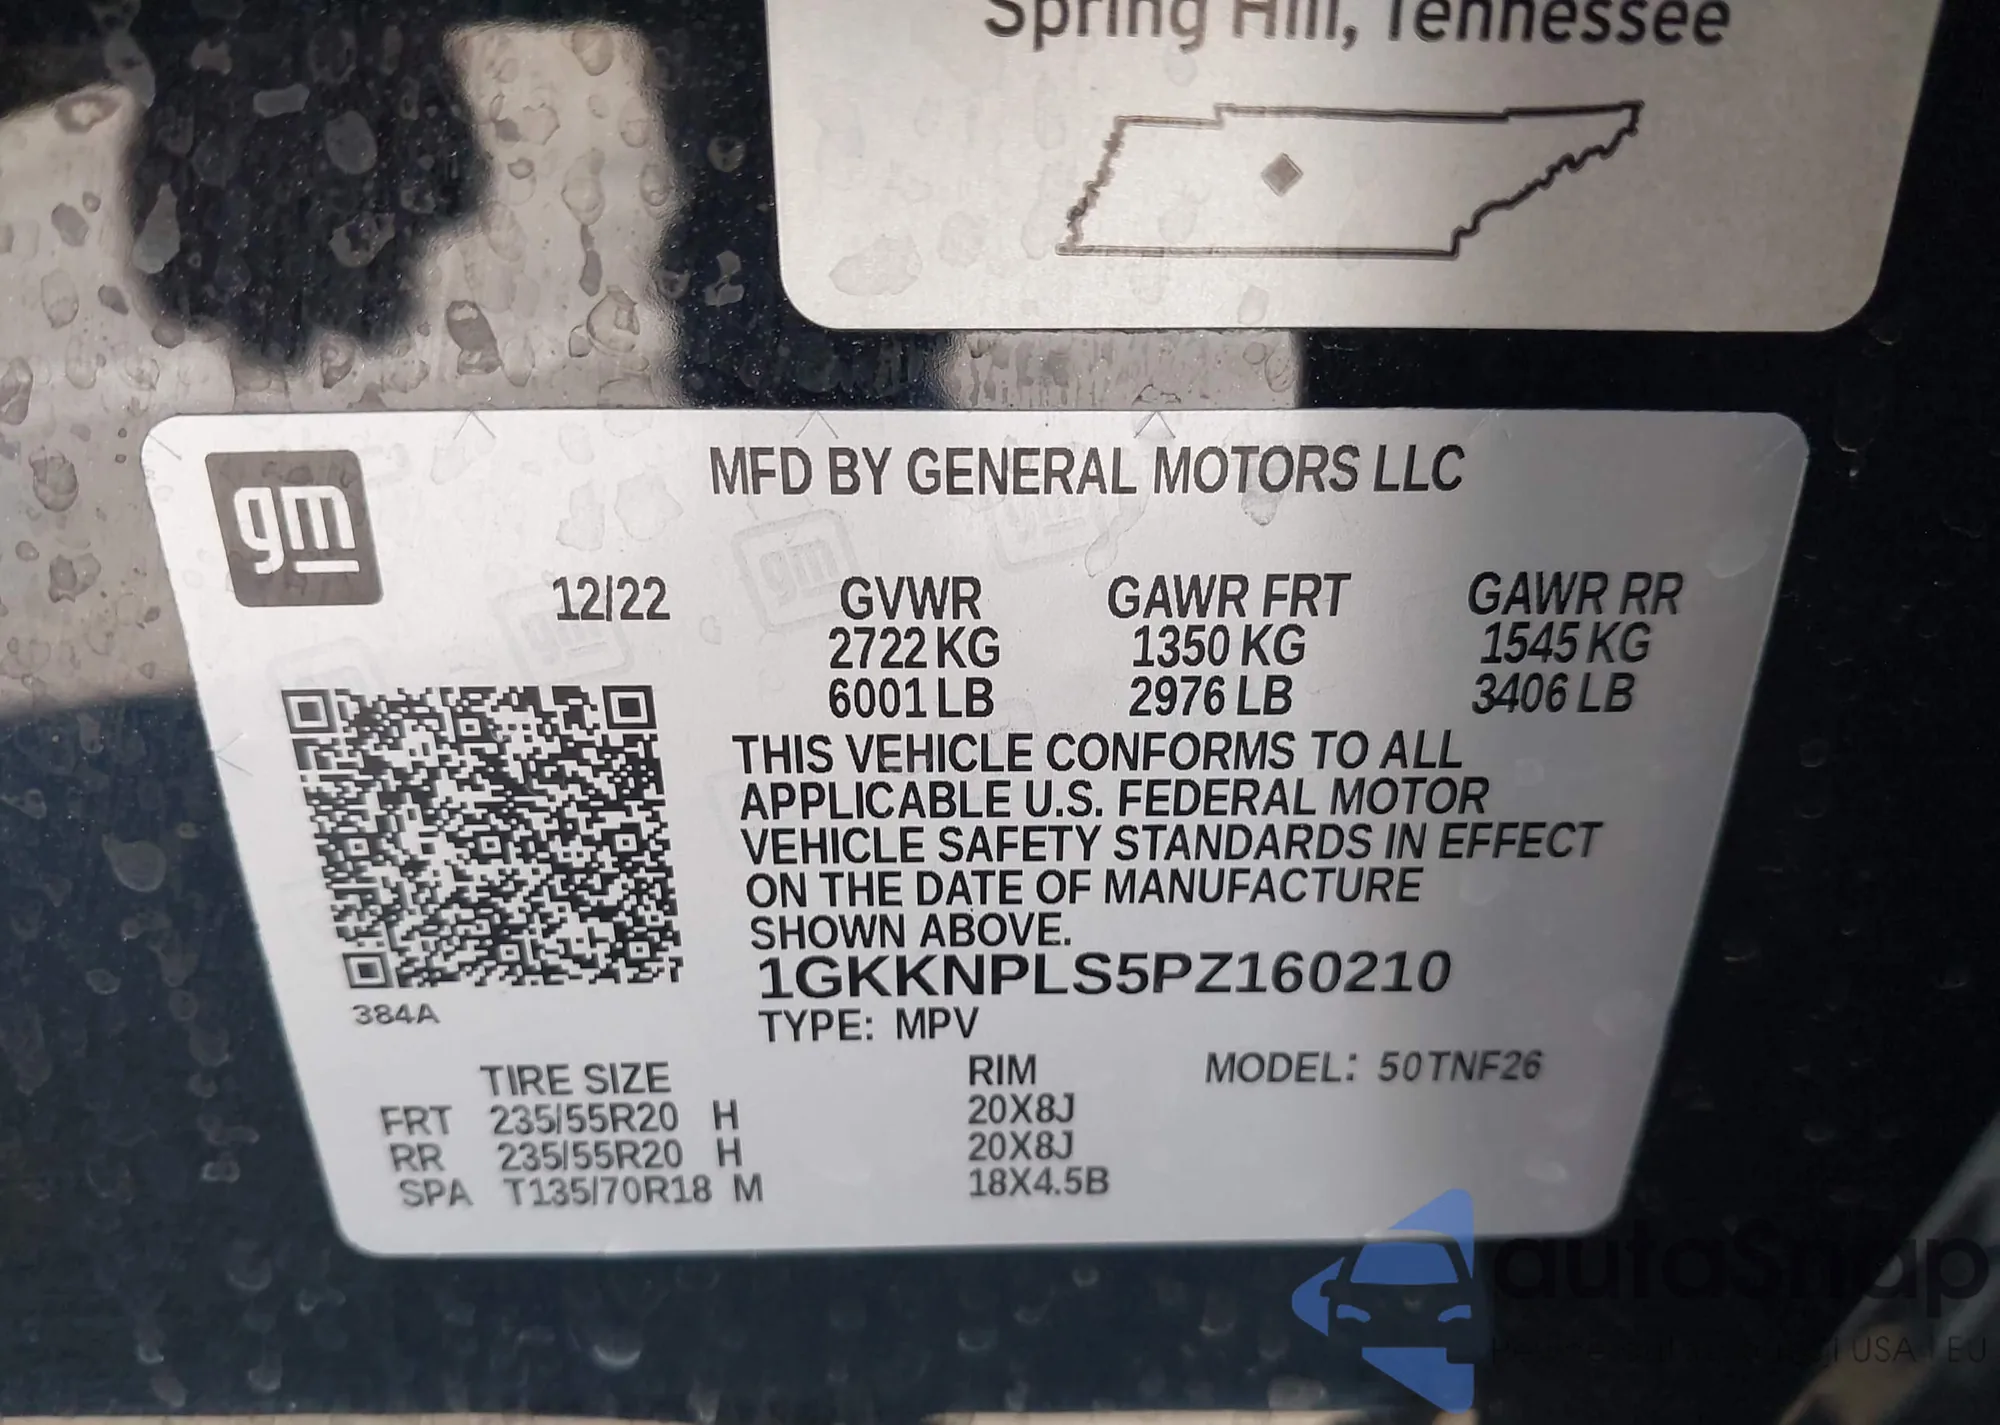 Spring Hill, Tennessee
gm
MFD BY GENERAL MOTORS LLC
12/22 GVWR GAWR FRT GAWR RR
2722 KG 1350 KG 1545 KG
6001 LB 2976 LB 3406 LB
THIS VEHICLE CONFORMS TO ALL
APPLICABLE U.S. FEDERAL MOTOR
VEHICLE SAFETY STANDARDS IN EFFECT
ON THE DATE OF MANUFACTURE
SHOWN ABOVE.
1GKKNPLS5PZ160210
384A
TYPE: MPV
TIRE SIZE RIM MODEL: 50TNF26
FRT 235/55R20 H 20X8J
RR 235/55R20 H 20X8J
SPA T135/70R18 M 18X4.5B
autoSnap
USA | EU